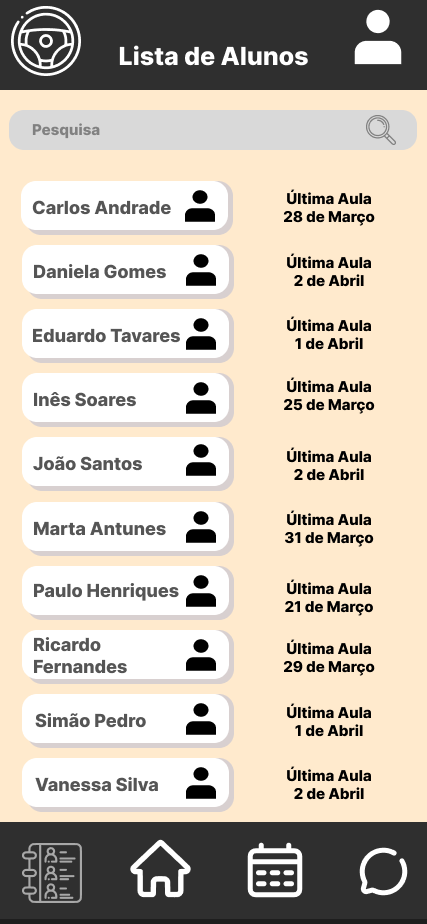 Lista de Alunos
Pesquisa
Carlos Andrade
Última Aula
28 de Março
Daniela Gomes
Última Aula
2 de Abril
Eduardo Tavares
Última Aula
1 de Abril
Inês Soares
Última Aula
25 de Março
João Santos
Última Aula
2 de Abril
Marta Antunes
Última Aula
31 de Março
Paulo Henriques
Última Aula
21 de Março
Ricardo
Fernandes
Última Aula
29 de Março
Simão Pedro
Última Aula
1 de Abril
Vanessa Silva
Última Aula
2 de Abril